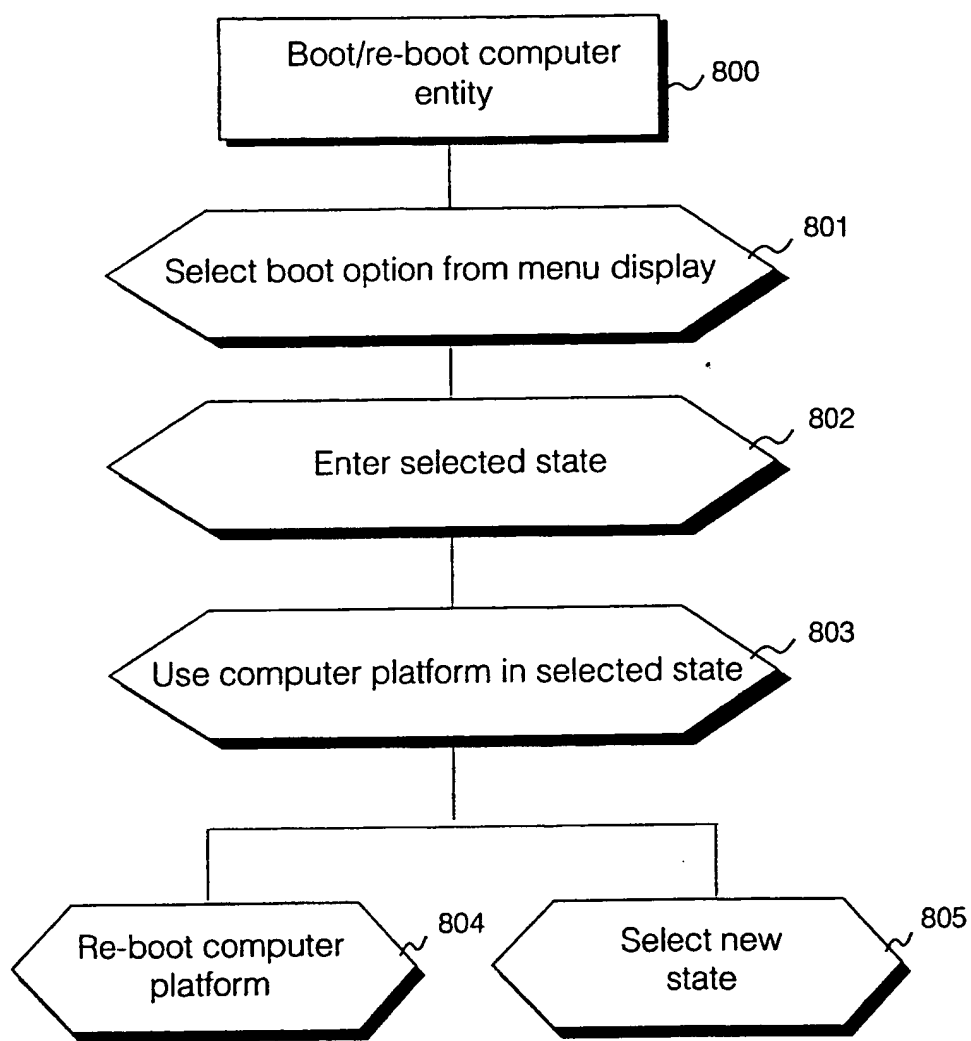 Boot/re-boot computer
entity
800
801
Select boot option from menu display
802
Enter selected state
803
Use computer platform in selected state
804
Re-boot computer
platform
805
Select new
state